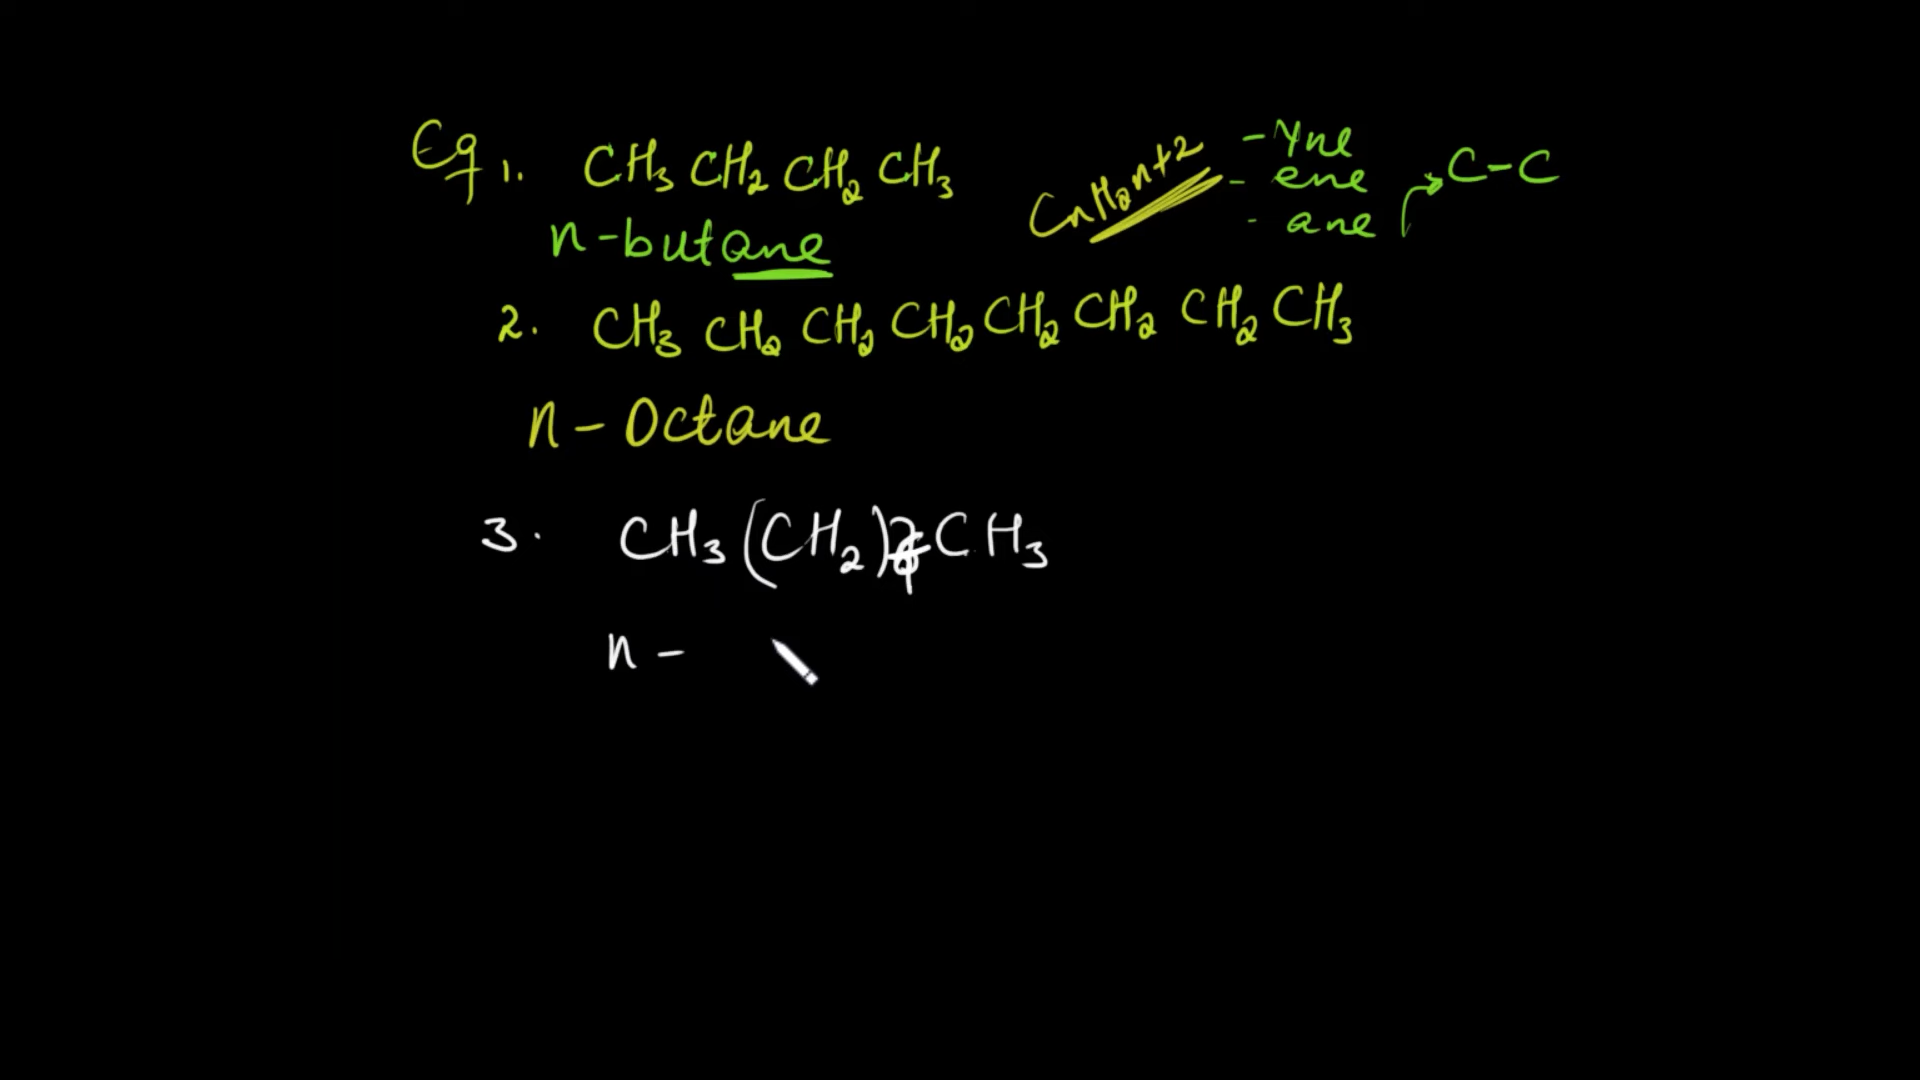 Eg 1. CH₃ CH₂ CH₂ CH₃
n-butane
CnH₂n+2
- yne
- ene
- ane
C-C
2. CH₃ CH₂ CH₂ CH₂ CH₂ CH₂ CH₂ CH₃
n - Octane
3. CH₃ (CH₂) CH₃
n -